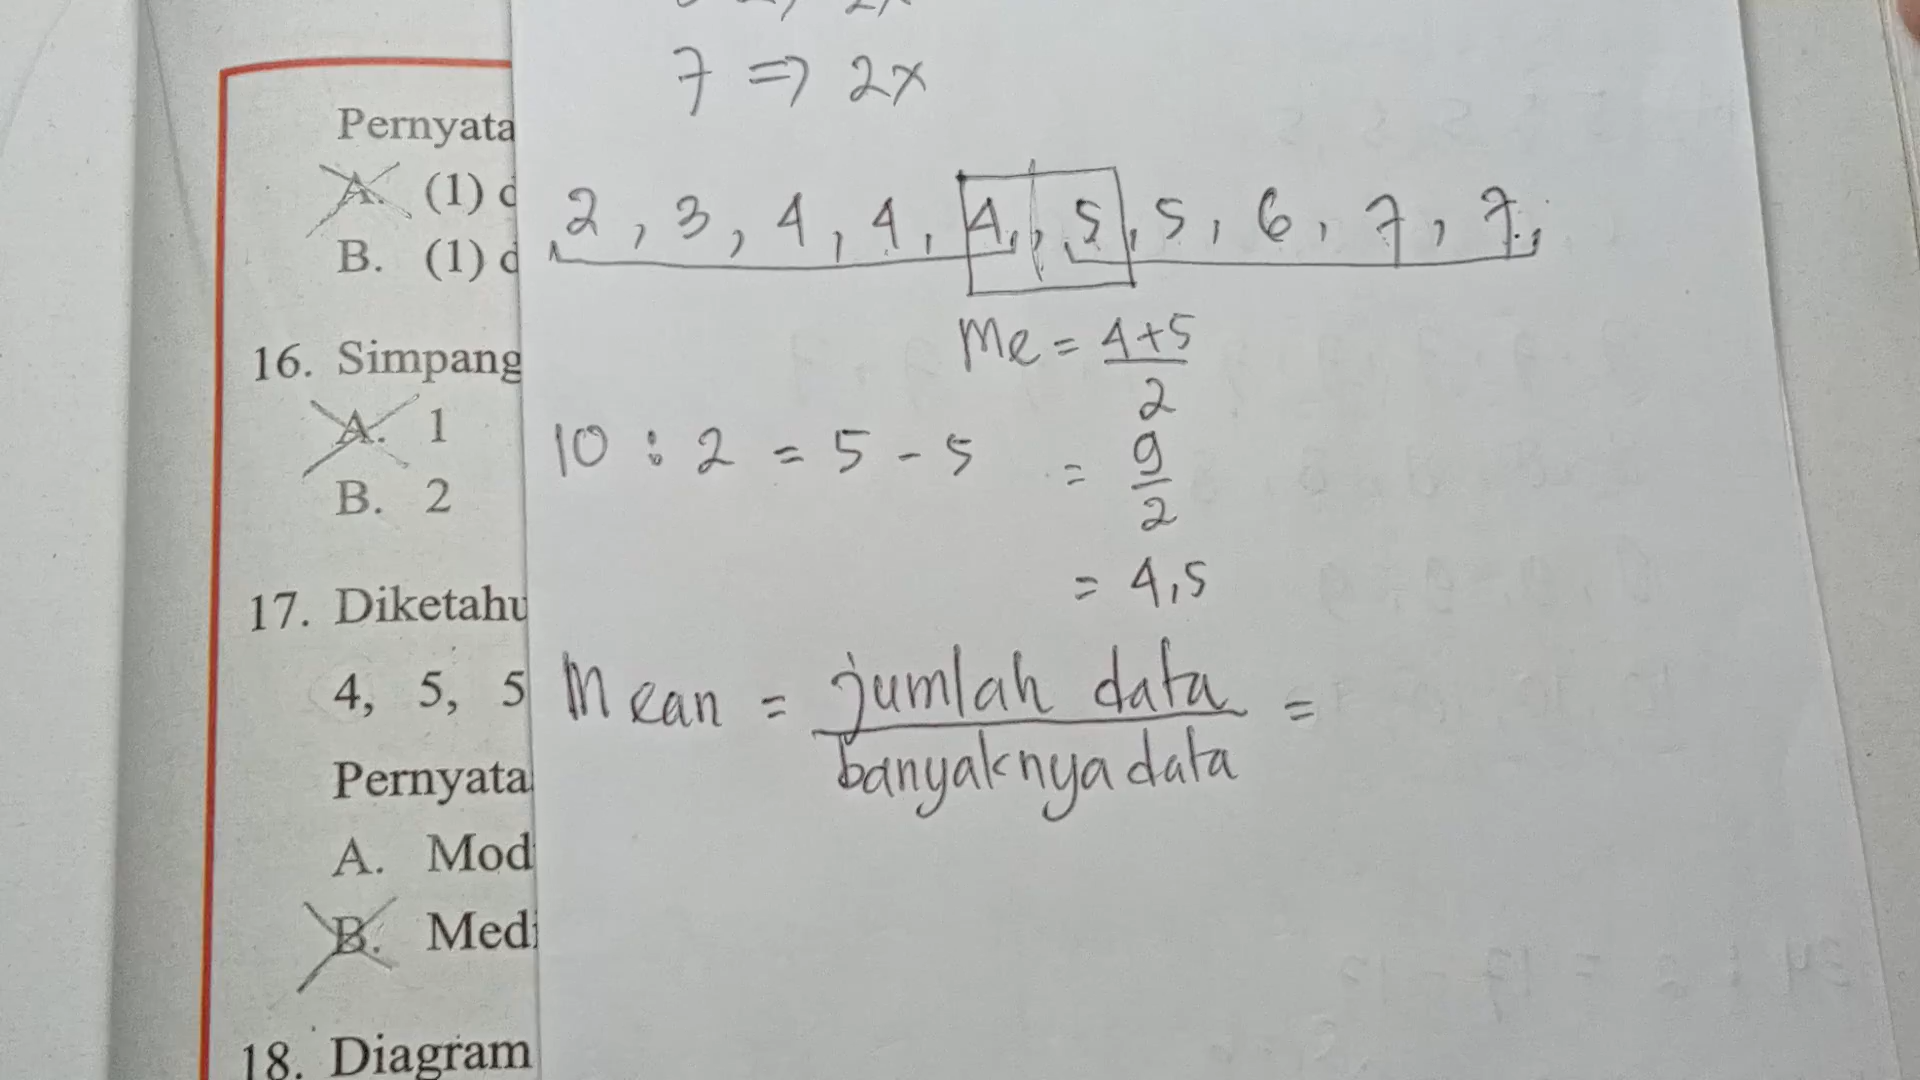 7 => 2x
Pernyata
A. (1) d
B. (1) d
2, 3, 4, 4, 4, 5, 5, 6, 7, 7,
Me = 4+5
2
16. Simpang
A. 1
B. 2
10 : 2 = 5 - 5
= 9
2
= 4,5
17. Diketahu
4, 5, 5
Mean = jumlah data =
banyaknya data
Pernyata
A. Mod
B. Medi
18. Diagram